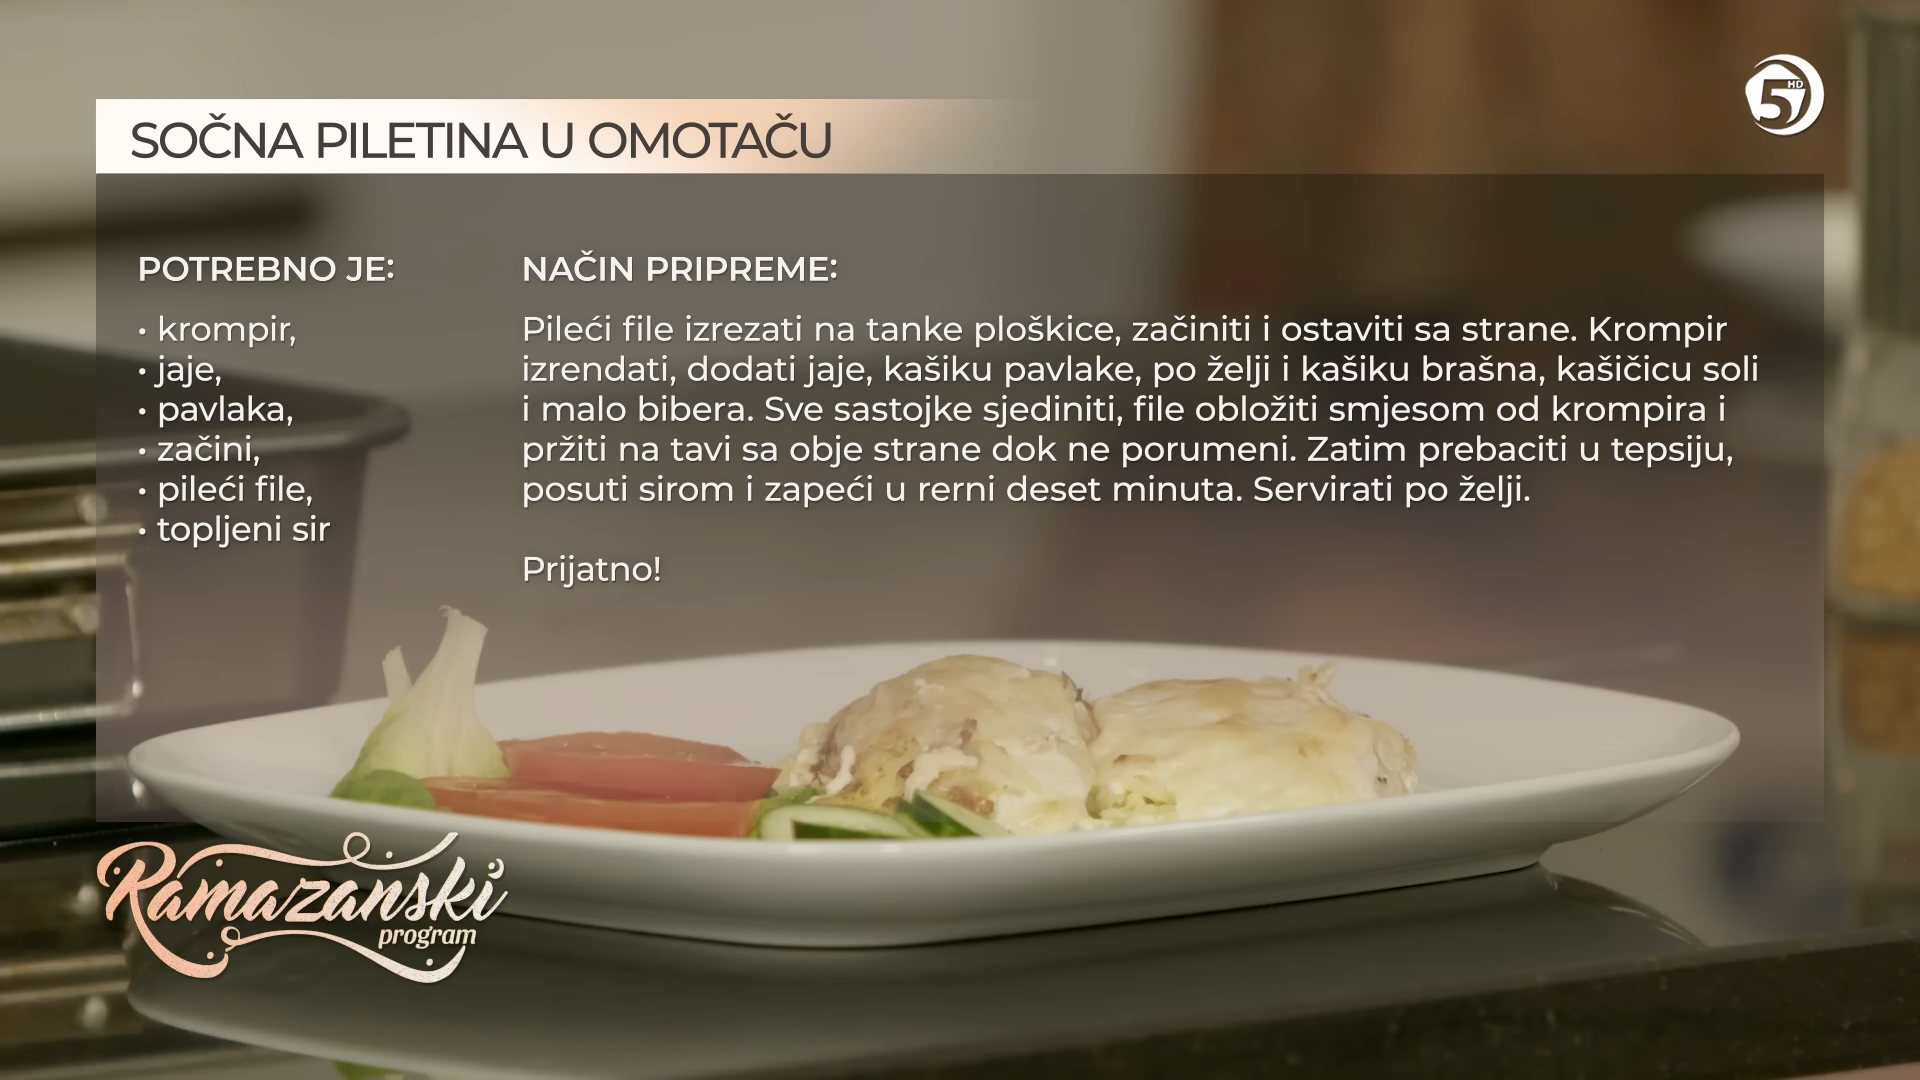 SOČNA PILETINA U OMOTAČU
5 HD
POTREBNO JE:
• krompir,
• jaje,
• pavlaka,
• začini,
• pileći file,
• topljeni sir
NAČIN PRIPREME:
Pileći file izrezati na tanke ploškice, začiniti i ostaviti sa strane. Krompir
izrendati, dodati jaje, kašiku pavlake, po želji i kašiku brašna, kašičicu soli
i malo bibera. Sve sastojke sjediniti, file obložiti smjesom od krompira i
pržiti na tavi sa obje strane dok ne porumeni. Zatim prebaciti u tepsiju,
posuti sirom i zapeći u rerni deset minuta. Servirati po želji.
Prijatno!
Ramazanski
program